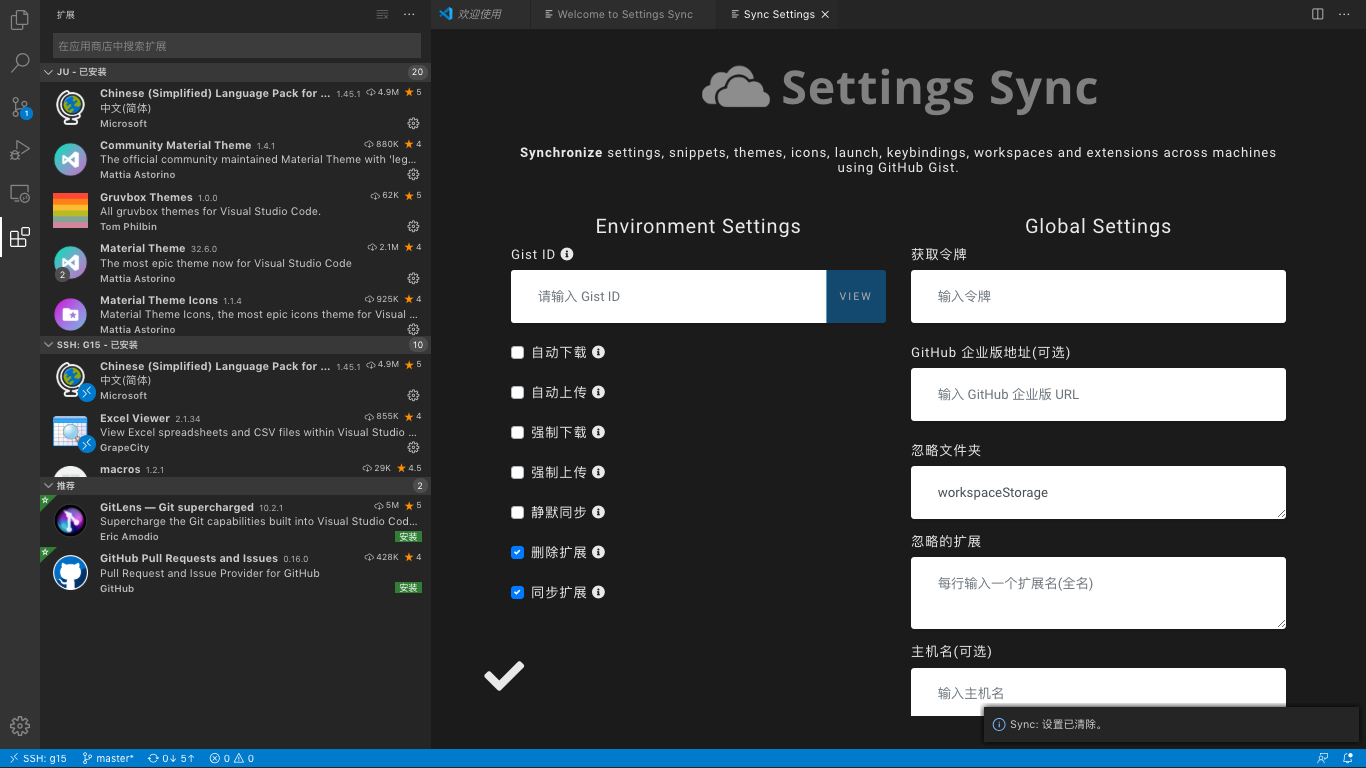 扩展
在应用商店中搜索扩展
JU - 已安装 20
Chinese (Simplified) Language Pack for ... 1.45.1 4.9M 5
中文(简体)
Microsoft
Community Material Theme 1.4.1 880K 4
The official community maintained Material Theme with 'leg...
Mattia Astorino
Gruvbox Themes 1.0.0 62K 5
All gruvbox themes for Visual Studio Code.
Tom Philbin
Material Theme 32.6.0 2.1M 4
The most epic theme now for Visual Studio Code
2
Mattia Astorino
Material Theme Icons 1.1.4 925K 4
Material Theme Icons, the most epic icons theme for Visual ...
Mattia Astorino
SSH: G15 - 已安装 10
Chinese (Simplified) Language Pack for ... 1.45.1 4.9M 5
中文(简体)
Microsoft
Excel Viewer 2.1.34 855K 4
View Excel spreadsheets and CSV files within Visual Studio ...
GrapeCity
macros 1.2.1 29K 4.5
推荐 2
GitLens — Git supercharged 10.2.1 5M 5
Supercharge the Git capabilities built into Visual Studio Cod...
Eric Amodio 安装
GitHub Pull Requests and Issues 0.16.0 428K 4
Pull Request and Issue Provider for GitHub
GitHub 安装
1
欢迎使用 Welcome to Settings Sync Sync Settings
Settings Sync
Synchronize settings, snippets, themes, icons, launch, keybindings, workspaces and extensions across machines
using GitHub Gist.
Environment Settings
Gist ID
请输入 Gist ID VIEW
自动下载
自动上传
强制下载
强制上传
静默同步
删除扩展
同步扩展
Global Settings
获取令牌
输入令牌
GitHub 企业版地址(可选)
输入 GitHub 企业版 URL
忽略文件夹
workspaceStorage
忽略的扩展
每行输入一个扩展名(全名)
主机名(可选)
输入主机名
Sync: 设置已清除。
SSH: g15 master* 0↓ 5↑ 0 0